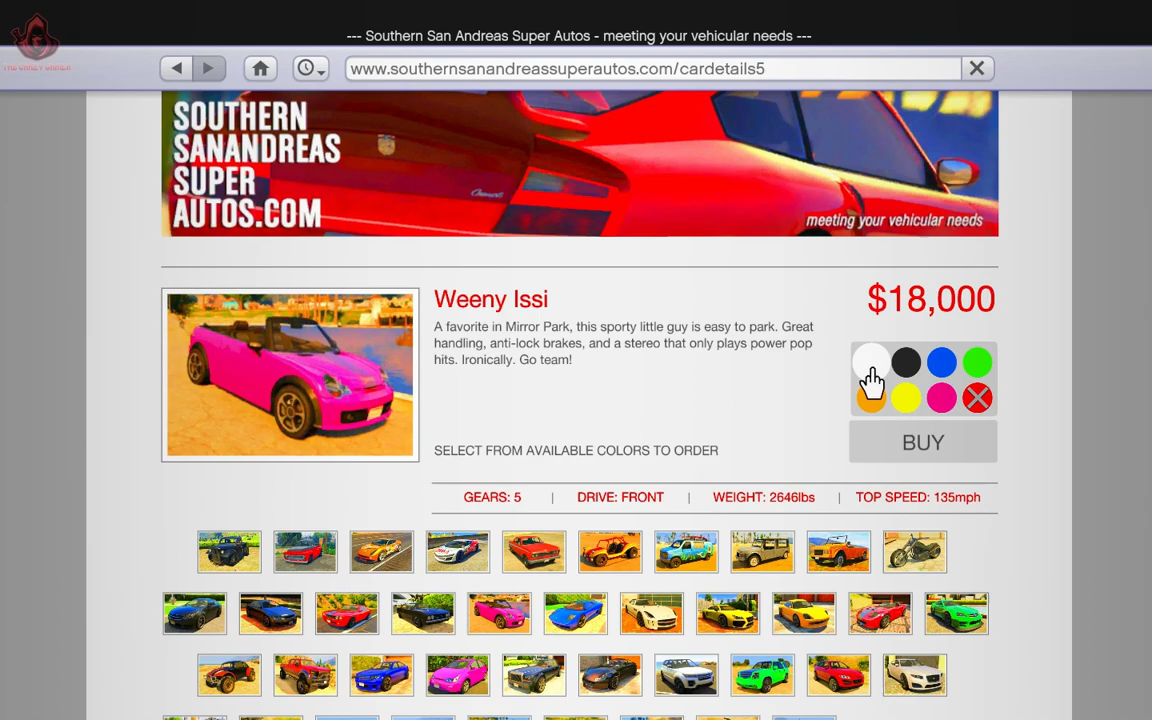 --- Southern San Andreas Super Autos - meeting your vehicular needs ---
THE CRAZY GAMER
www.southernsanandreassuperautos.com/cardetails5
SOUTHERN
SANANDREAS
SUPER
AUTOS.COM
meeting your vehicular needs
Weeny Issi
$18,000
A favorite in Mirror Park, this sporty little guy is easy to park. Great
handling, anti-lock brakes, and a stereo that only plays power pop
hits. Ironically. Go team!
SELECT FROM AVAILABLE COLORS TO ORDER
BUY
GEARS: 5 | DRIVE: FRONT | WEIGHT: 2646lbs | TOP SPEED: 135mph